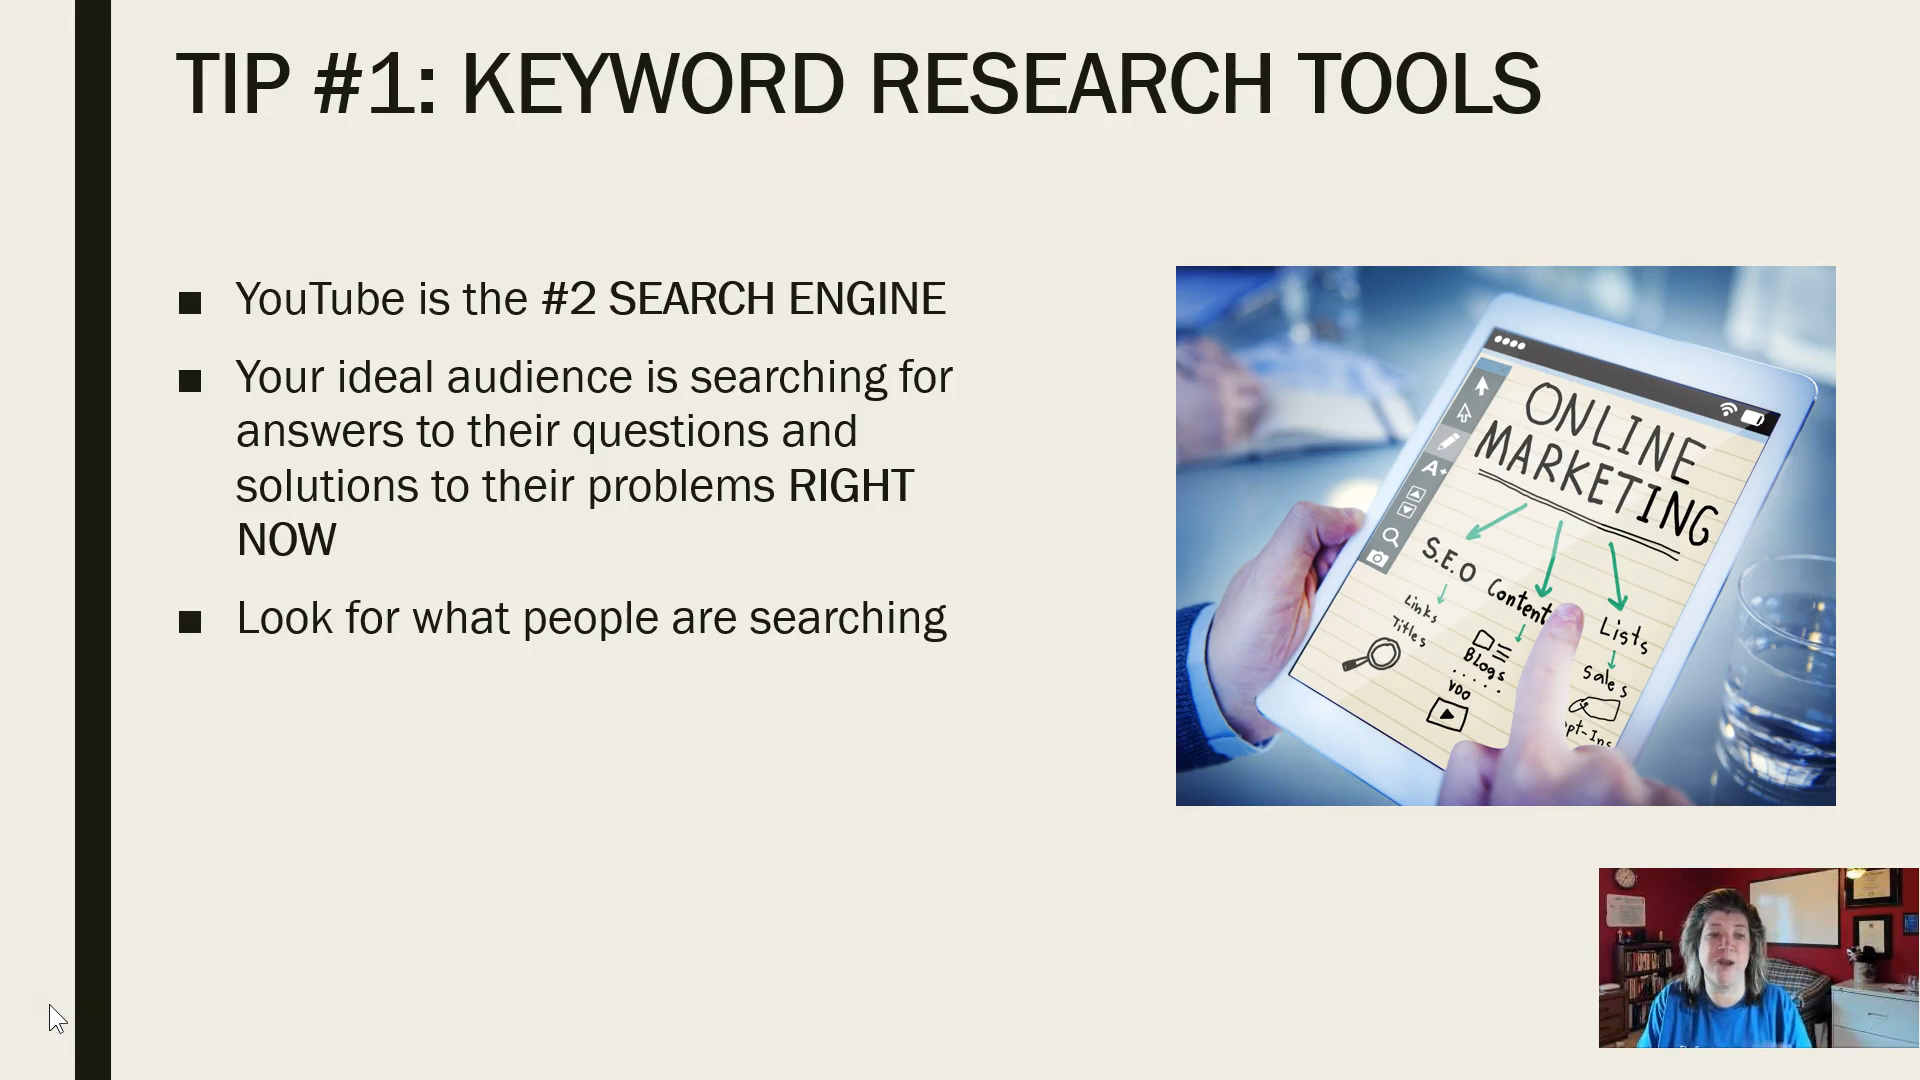 TIP #1: KEYWORD RESEARCH TOOLS
■ YouTube is the #2 SEARCH ENGINE
■ Your ideal audience is searching for
answers to their questions and
solutions to their problems RIGHT
NOW
■ Look for what people are searching
ONLINE
MARKETING
S.E.O
Links
Titles
Content
Blogs
VDO
Lists
Sales
pt-Ins